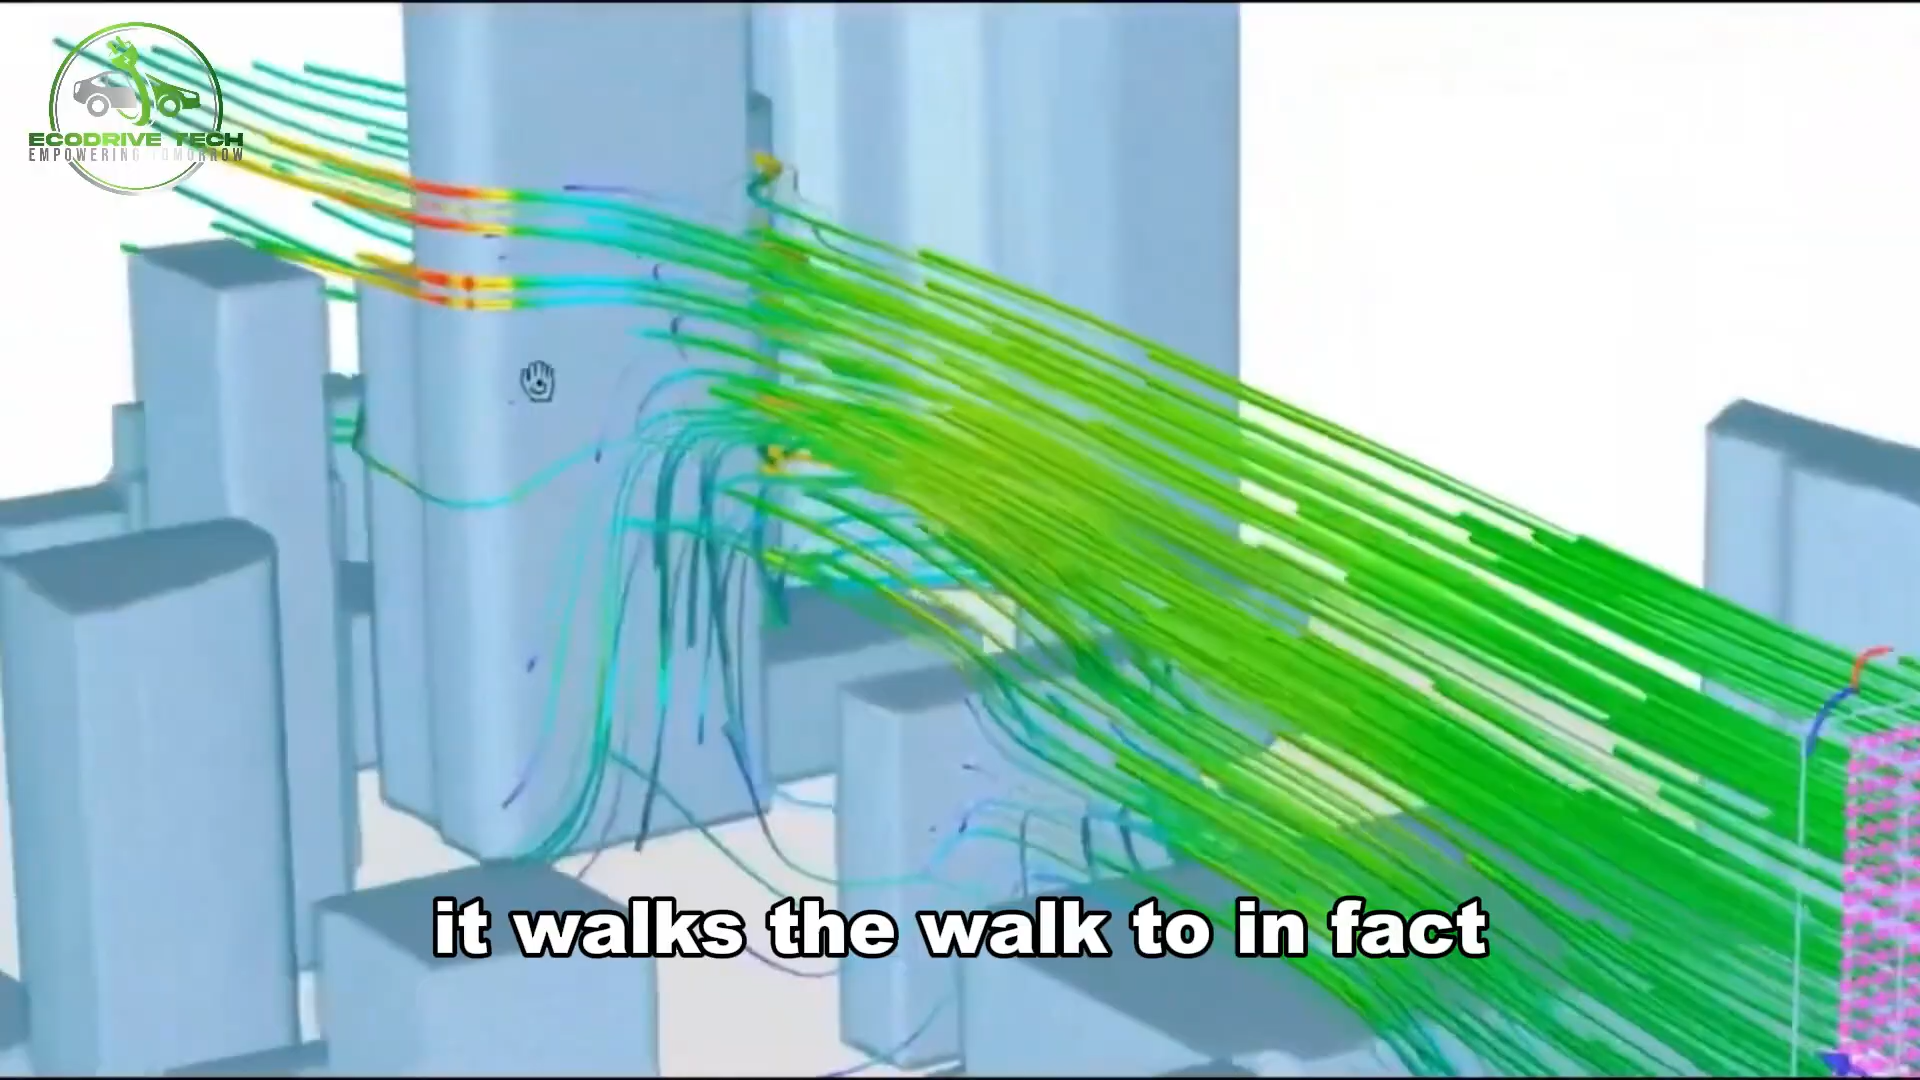 ECODRIVE TECH
EMPOWERING TOMORROW
it walks the walk to in fact